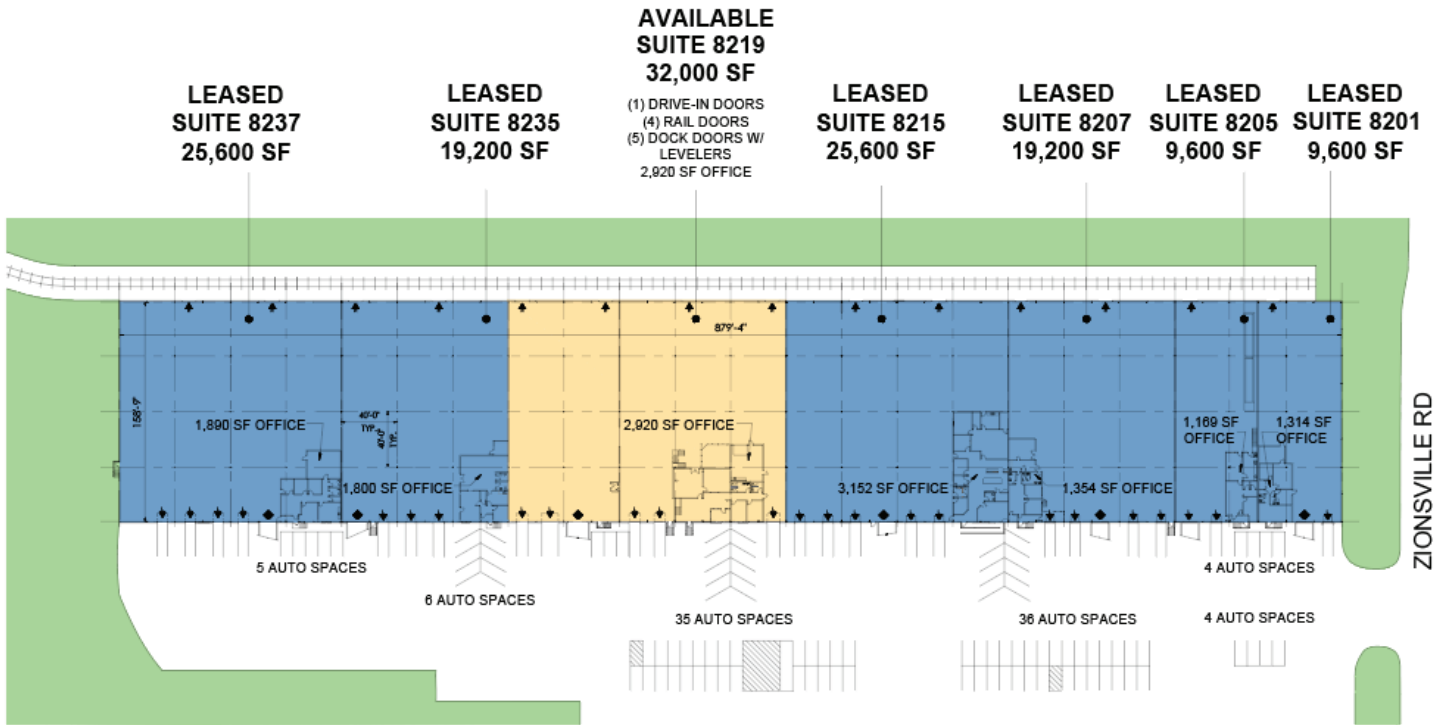 LEASED
SUITE 8237
25,600 SF
LEASED
SUITE 8235
19,200 SF
AVAILABLE
SUITE 8219
32,000 SF
(1) DRIVE-IN DOORS
(4) RAIL DOORS
(5) DOCK DOORS W/
LEVELERS
2,920 SF OFFICE
LEASED
SUITE 8215
25,600 SF
LEASED
SUITE 8207
19,200 SF
LEASED
SUITE 8205
9,600 SF
LEASED
SUITE 8201
9,600 SF
879'-4"
158'-9"
40'-0"
TYP.
40'-0"
TYP.
1,890 SF OFFICE
1,800 SF OFFICE
2,920 SF OFFICE
3,152 SF OFFICE
1,354 SF OFFICE
1,169 SF
OFFICE
1,314 SF
OFFICE
ZIONSVILLE RD
5 AUTO SPACES
6 AUTO SPACES
35 AUTO SPACES
36 AUTO SPACES
4 AUTO SPACES
4 AUTO SPACES